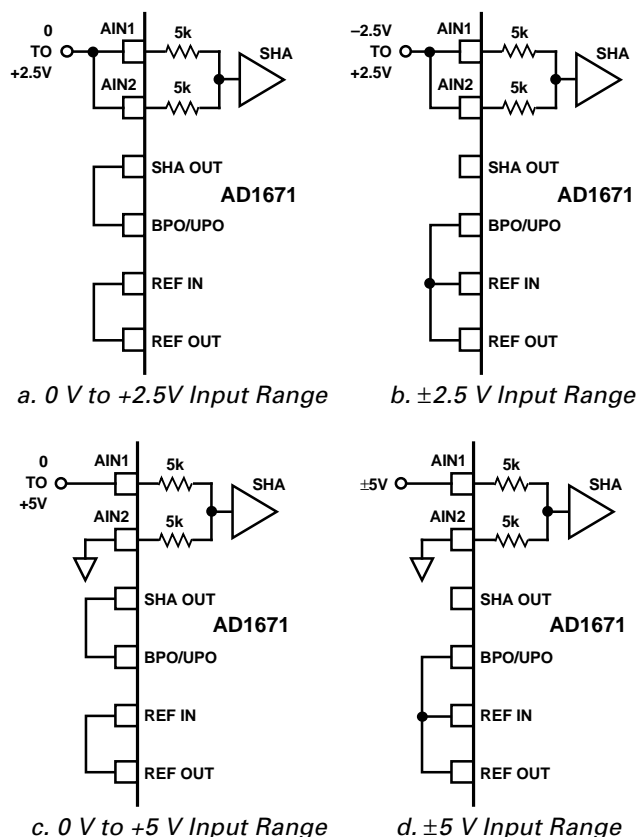 0
TO
+2.5V
AIN1
5k
SHA
AIN2
5k
SHA OUT
AD1671
BPO/UPO
REF IN
REF OUT
a. 0 V to +2.5V Input Range
–2.5V
TO
+2.5V
AIN1
5k
SHA
AIN2
5k
SHA OUT
AD1671
BPO/UPO
REF IN
REF OUT
b. ±2.5 V Input Range
0
TO
+5V
AIN1
5k
SHA
AIN2
5k
SHA OUT
AD1671
BPO/UPO
REF IN
REF OUT
c. 0 V to +5 V Input Range
±5V
AIN1
5k
SHA
AIN2
5k
SHA OUT
AD1671
BPO/UPO
REF IN
REF OUT
d. ±5 V Input Range